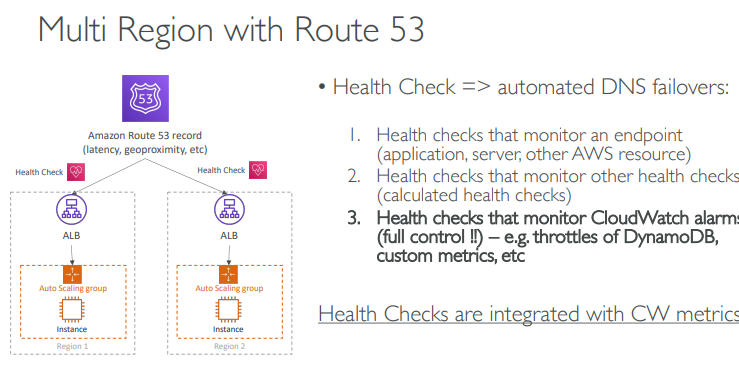 Multi Region with Route 53
53
Amazon Route 53 record
(latency, geoproximity, etc)
Health Check
Health Check
ALB
ALB
Auto Scaling group
Auto Scaling group
Instance
Instance
Region 1
Region 2
• Health Check => automated DNS failovers:
1. Health checks that monitor an endpoint
(application, server, other AWS resource)
2. Health checks that monitor other health checks
(calculated health checks)
3. Health checks that monitor CloudWatch alarms
(full control !!) – e.g. throttles of DynamoDB,
custom metrics, etc
Health Checks are integrated with CW metrics